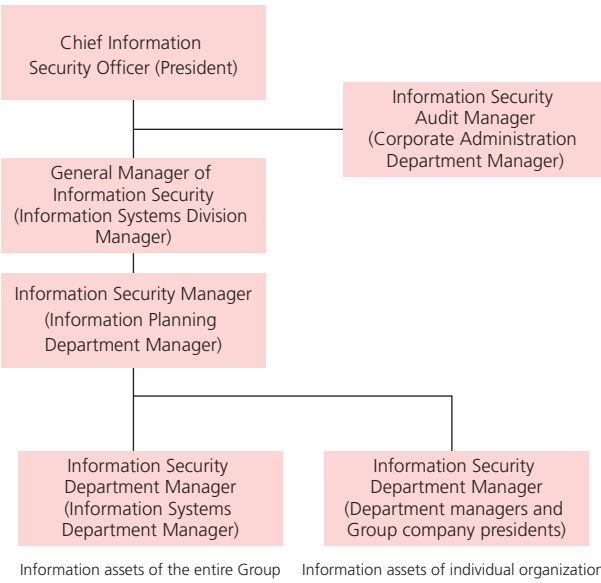 Chief Information
Security Officer (President)
Information Security
Audit Manager
(Corporate Administration
Department Manager)
General Manager of
Information Security
(Information Systems Division
Manager)
Information Security Manager
(Information Planning
Department Manager)
Information Security
Department Manager
(Information Systems
Department Manager)
Information Security
Department Manager
(Department managers and
Group company presidents)
Information assets of the entire Group
Information assets of individual organization